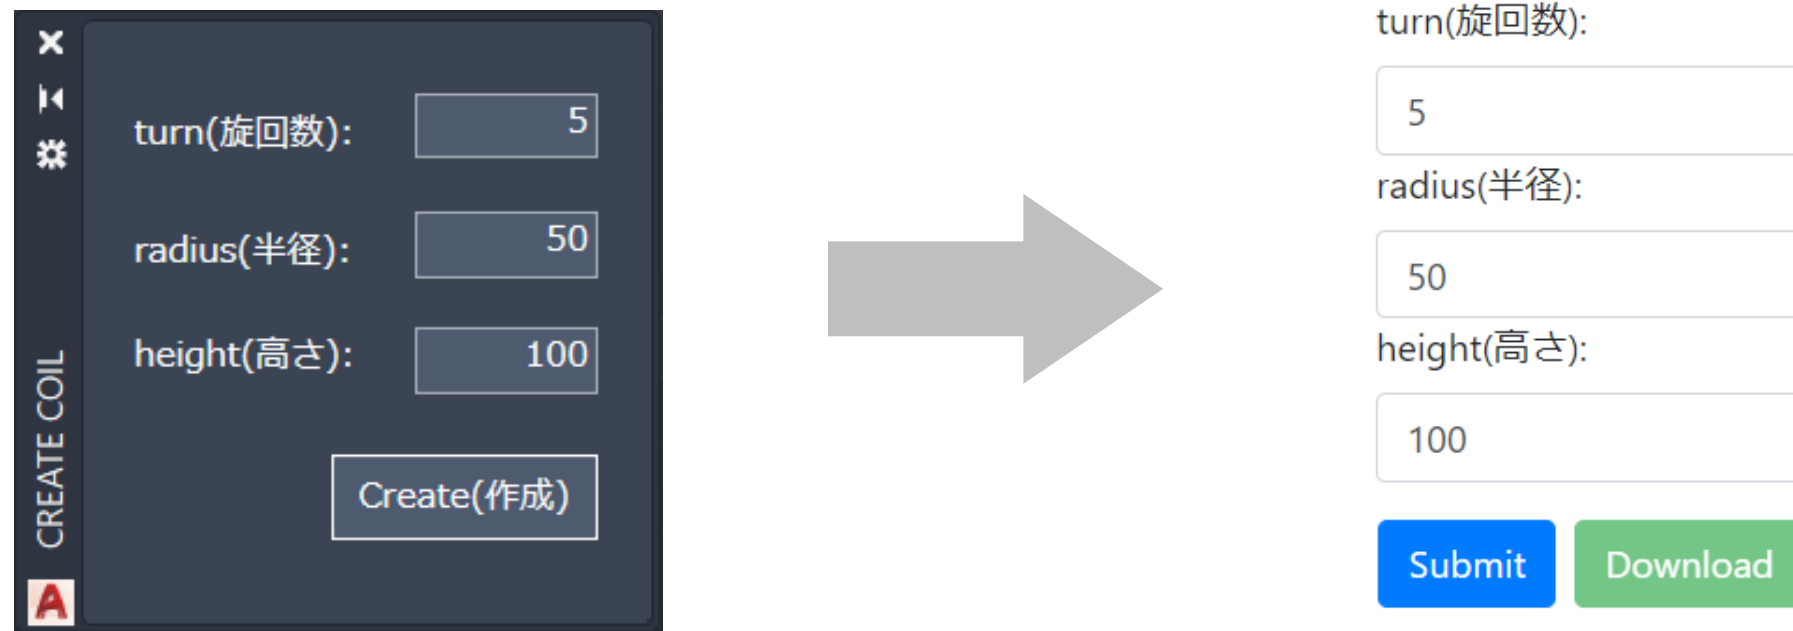 turn(旋回数):
5
radius(半径):
50
height(高さ):
100
Create(作成)
CREATE COIL
A
turn(旋回数):
5
radius(半径):
50
height(高さ):
100
Submit
Download